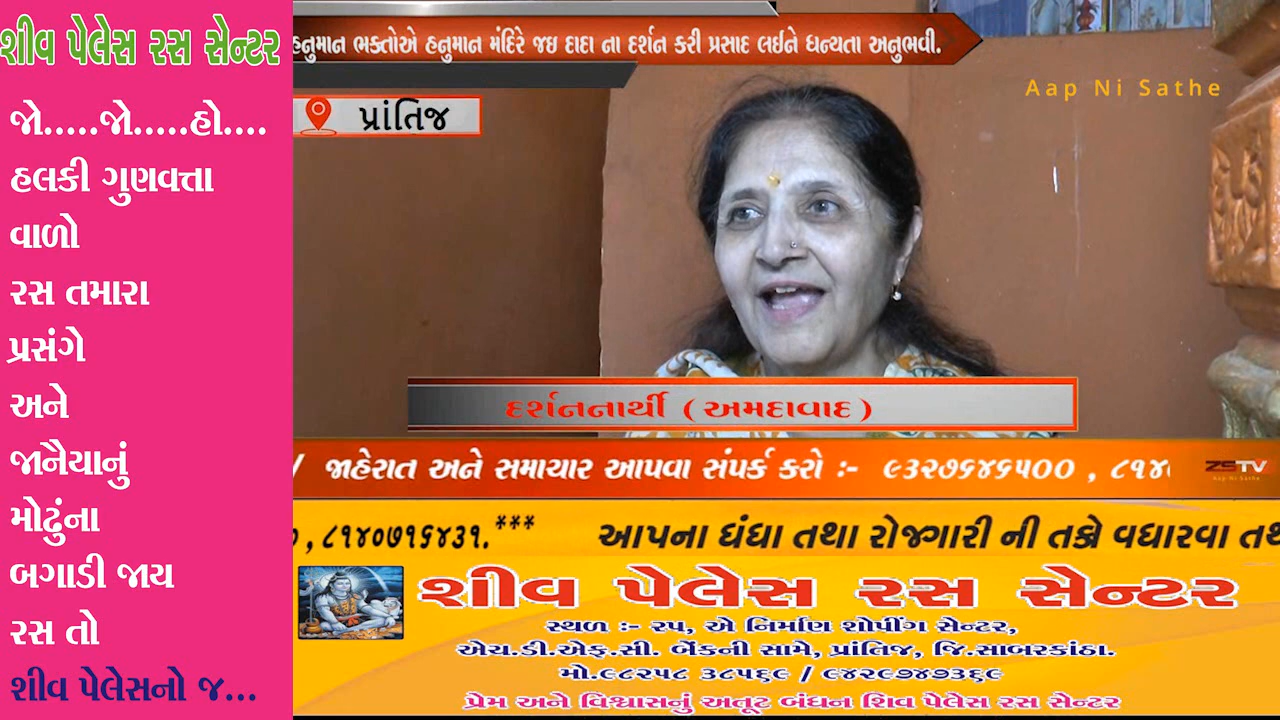 શીવ પેલેસ રસ સેન્ટર
જો.....જો.....હો....
હલકી ગુણવત્તા
વાળો
રસ તમારા
પ્રસંગે
અને
જાનૈયાનું
મોઢુંના
બગાડી જાય
રસ તો
શીવ પેલેસનો જ...
હનુમાન ભક્તોએ હનુમાન મંદિરે જઇ દાદા ના દર્શન કરી પ્રસાદ લઈને ધન્યતા અનુભવી.
Aap Ni Sathe
પ્રાંતિજ
દર્શનનાર્થી ( અમદાવાદ )
/ જાહેરાત અને સમાચાર આપવા સંપર્ક કરો :- ૯૩૨૭૬૪૬૫૦૦ , ૮૧૪
ZSTV
Aap Ni Sathe
, ૮૧૪૦૭૧૬૪૩૧.*** આપના ધંધા તથા રોજગારી ની તકો વધારવા તથ
શીવ પેલેસ રસ સેન્ટર
સ્થળ :- ૨૫, એ નિર્માણ શોપીંગ સેન્ટર,
એચ.ડી.એફ.સી. બેંકની સામે, પ્રાંતિજ, જિ.સાબરકાંઠા.
મો.૯૮૨૫૮ ૩૮૫૬૯ / ૯૪૨૯૭૪૭૩૬૯
પ્રેમ અને વિશ્વાસનું અતૂટ બંધન શિવ પેલેસ રસ સેન્ટર